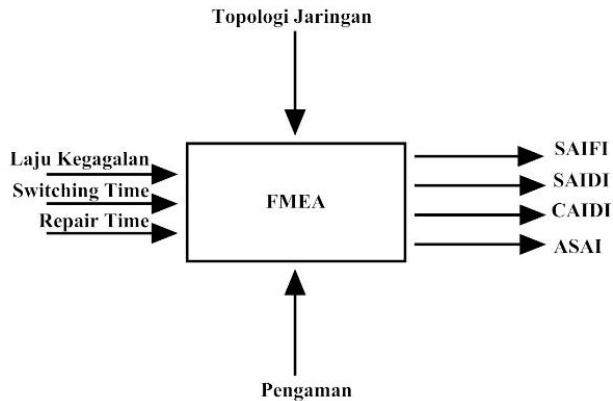 Topologi Jaringan
Laju Kegagalan
Switching Time
Repair Time
FMEA
SAIFI
SAIDI
CAIDI
ASAI
Pengaman